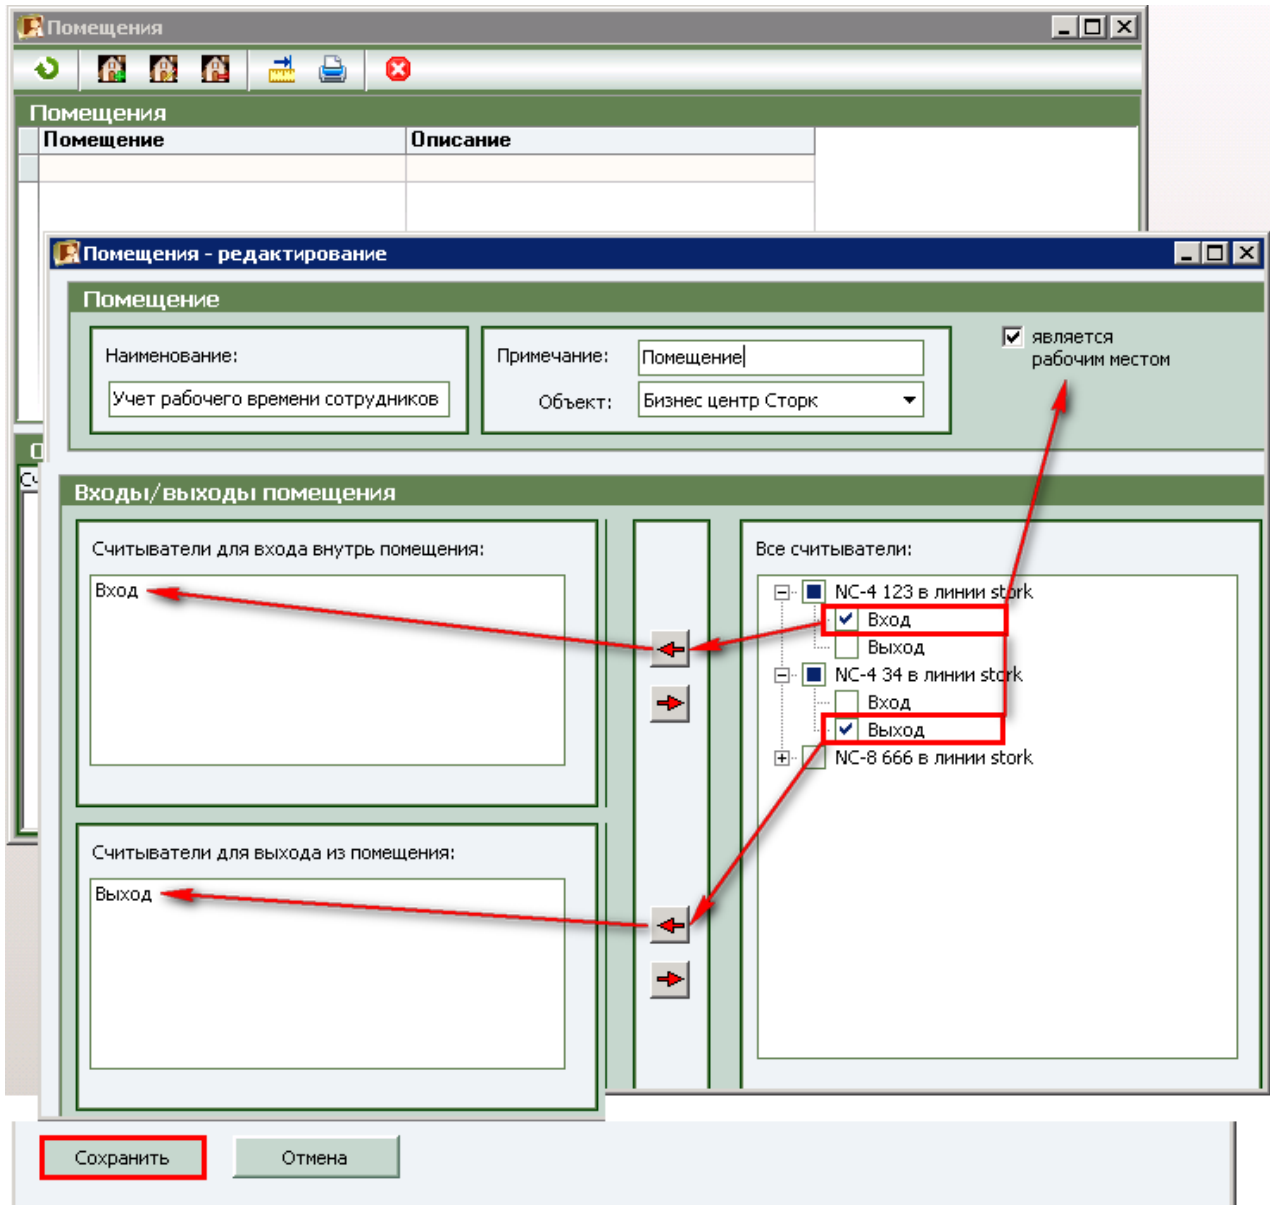 Помещения
Помещения
Помещение
Описание
Помещения - редактирование
Помещение
Наименование:
Учет рабочего времени сотрудников
Примечание:
Помещение
Объект:
Бизнес центр Сторк
является
рабочим местом
Входы/выходы помещения
Считыватели для входа внутрь помещения:
Вход
Считыватели для выхода из помещения:
Выход
Все считыватели:
NC-4 123 в линии stork
Вход
Выход
NC-4 34 в линии stork
Вход
Выход
NC-8 666 в линии stork
Сохранить
Отмена